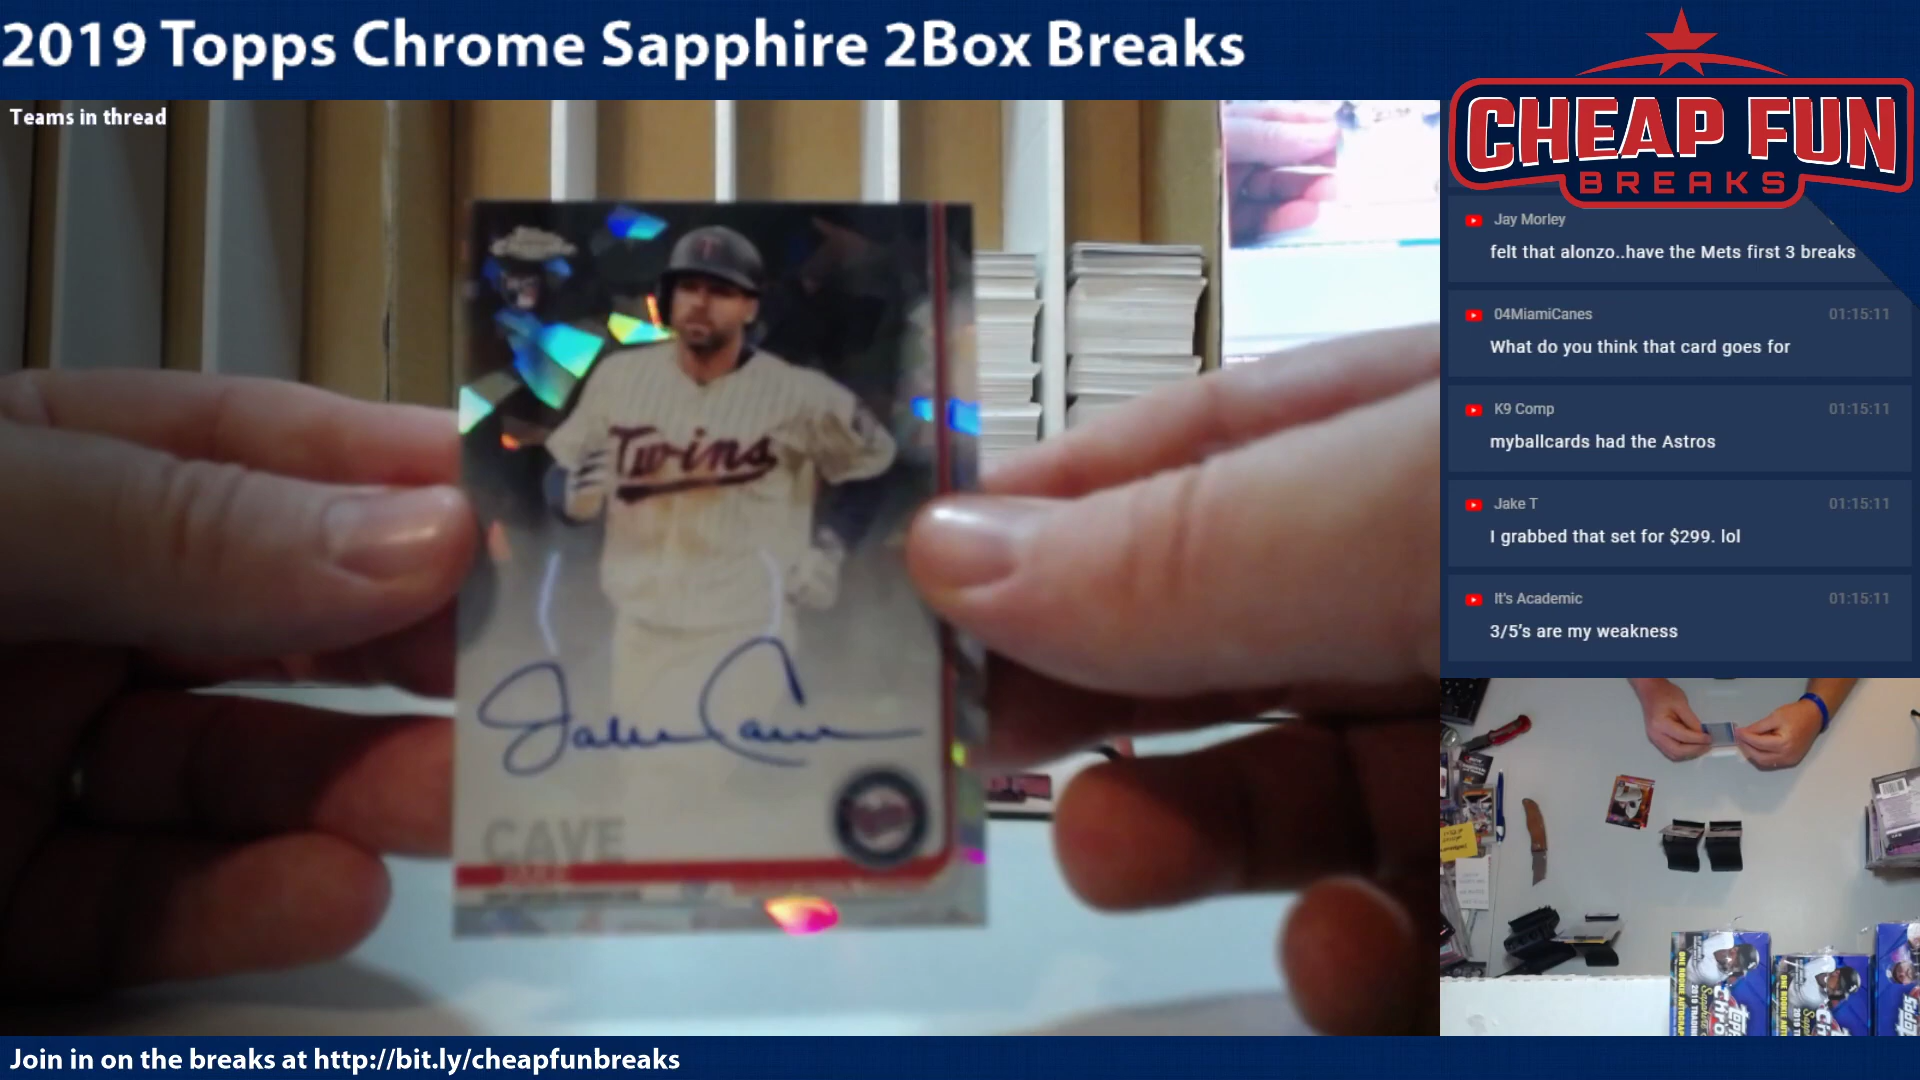 2019 Topps Chrome Sapphire 2Box Breaks
CHEAP FUN
BREAKS
Teams in thread
Twins
Jake Cave
CAVE
Jay Morley
felt that alonzo..have the Mets first 3 breaks
04MiamiCanes 01:15:11
What do you think that card goes for
K9 Comp 01:15:11
myballcards had the Astros
Jake T 01:15:11
I grabbed that set for $299. lol
It's Academic 01:15:11
3/5's are my weakness
Join in on the breaks at http://bit.ly/cheapfunbreaks